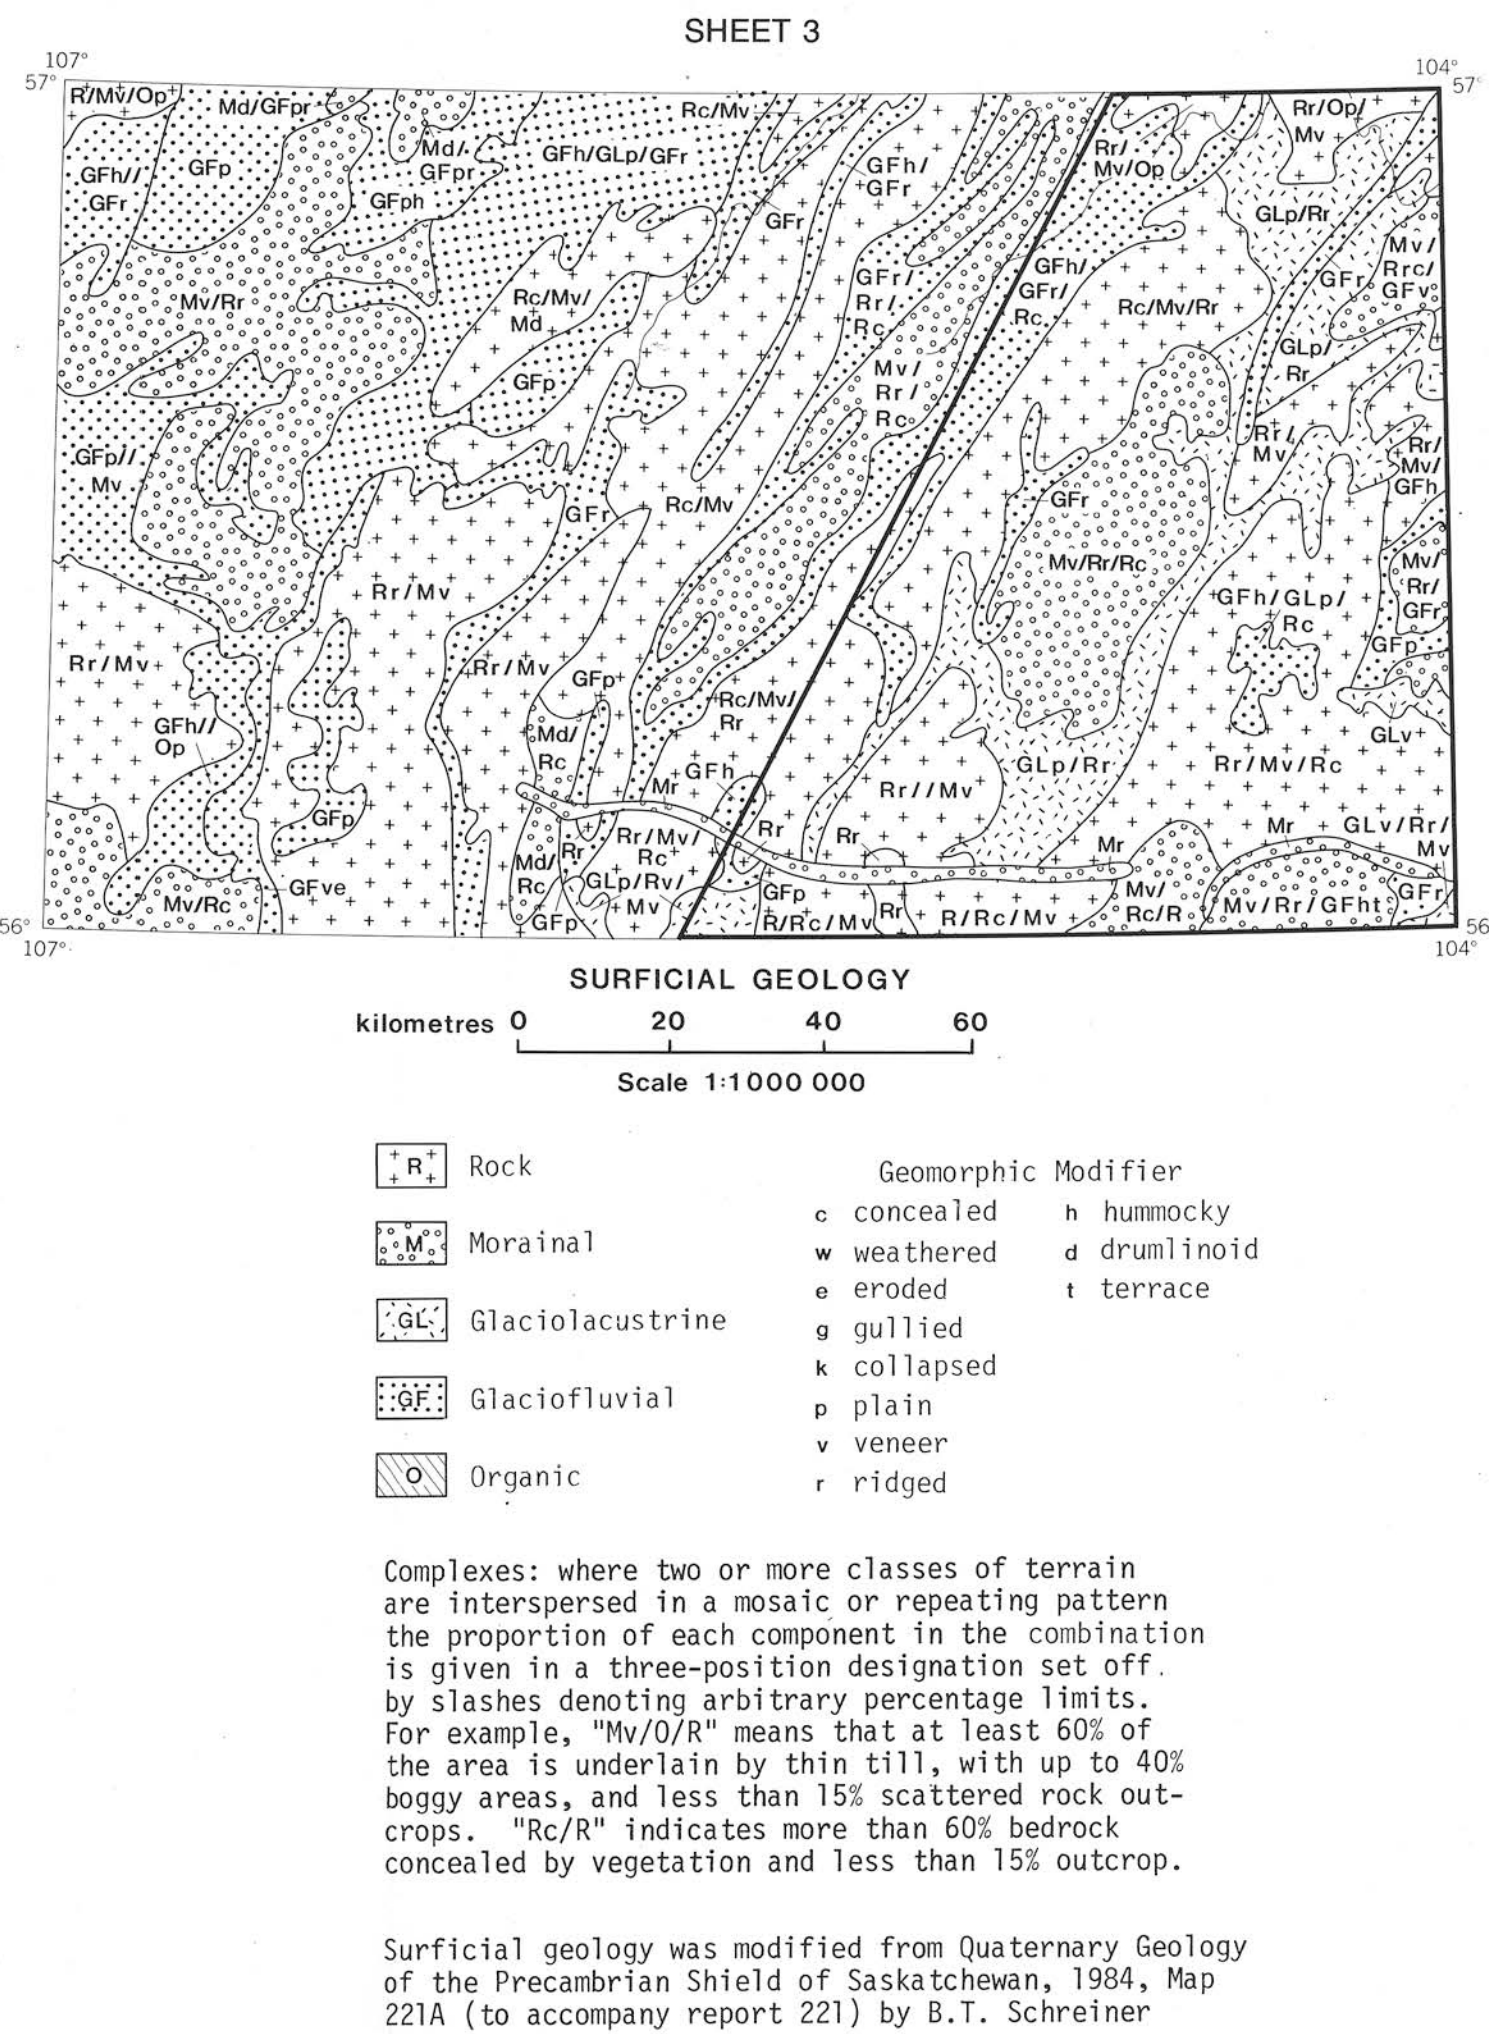 SHEET 3
107°
57°
104°
57°
R/Mv/Op
Md/GFpr
Rc/Mv
Rr/Op/
Mv
GFh//
GFr
GFp
Md/
GFpr
GFph
GFh/GLp/GFr
GFr
GFh/
GFr
Rr/
Mv/Op
GLp/Rr
Mv/
Rrc/
GFv
GFr
Mv/Rr
Rc/Mv/
Md
GFr/
Rr/
Rc
GFh/
GFr/
Rc
Rc/Mv/Rr
GLp/
Rr
GFp
Mv/
Rr/
Rc
Rr/
Mv
Rr/
Mv/
GFh
GFp//
Mv
GFr
Rc/Mv
GFr
Mv/Rr/Rc
Mv/
Rr/
GFr
Rr/Mv
GFh/GLp/
Rc
GFp
Rr/Mv
Rr/Mv
GFp
Rc/Mv/
Rr
GFh//
Op
Md/
Rc
GLv
Mr
GFh
GLp/Rr
Rr/Mv/Rc
Rr//Mv
GFp
Rr/Mv/
Rc
Rr
Rr
Mr
Mr
GLv/Rr/
Mv
Md/
Rc
Rr
GLp/Rv/
Mv
GFve
Mv/Rc
GFp
GFp
R/Rc/Mv
Rr
R/Rc/Mv
Mv/
Rc/R
Mv/Rr/GFht
GFr
56°
107°
56
104°
SURFICIAL GEOLOGY
kilometres 0 20 40 60
Scale 1:1000 000
R Rock
M Morainal
GL Glaciolacustrine
GF Glaciofluvial
O Organic
Geomorphic Modifier
c concealed h hummocky
w weathered d drumlinoid
e eroded t terrace
g gullied
k collapsed
p plain
v veneer
r ridged
Complexes: where two or more classes of terrain
are interspersed in a mosaic or repeating pattern
the proportion of each component in the combination
is given in a three-position designation set off
by slashes denoting arbitrary percentage limits.
For example, "Mv/O/R" means that at least 60% of
the area is underlain by thin till, with up to 40%
boggy areas, and less than 15% scattered rock out-
crops. "Rc/R" indicates more than 60% bedrock
concealed by vegetation and less than 15% outcrop.
Surficial geology was modified from Quaternary Geology
of the Precambrian Shield of Saskatchewan, 1984, Map
221A (to accompany report 221) by B.T. Schreiner